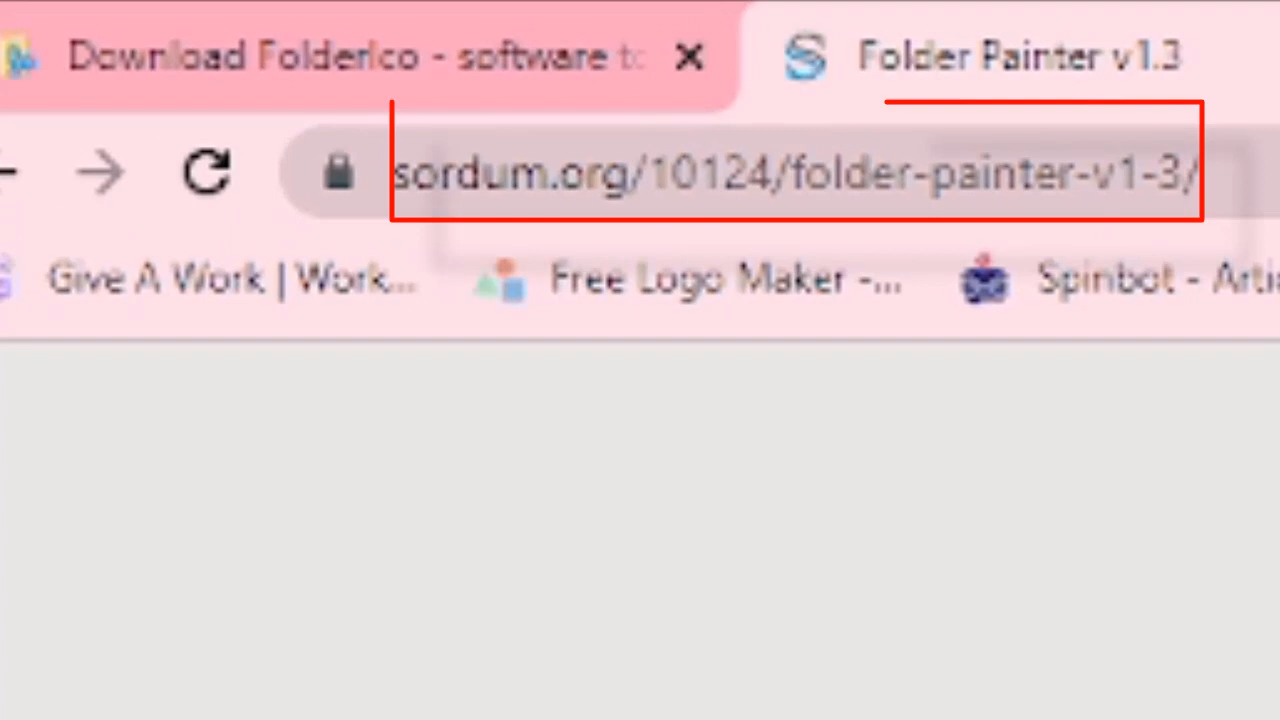 Download FolderIco - software to
Folder Painter v1.3
sordum.org/10124/folder-painter-v1-3/
Give A Work | Work...
Free Logo Maker -...
Spinbot - Arti